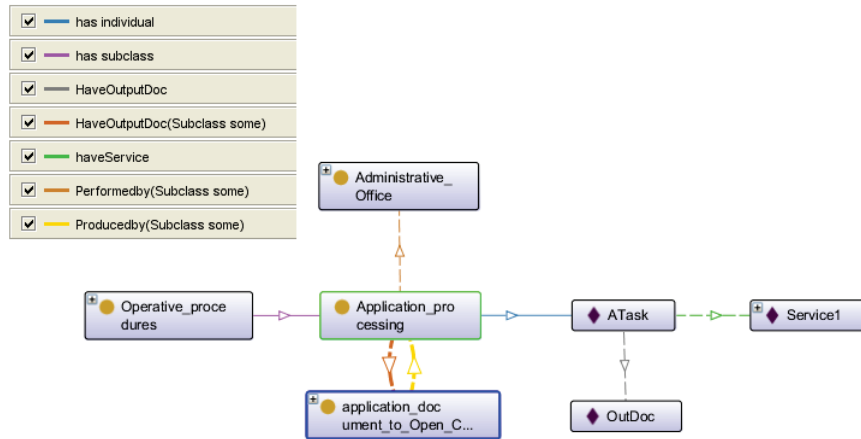 has individual
has subclass
HaveOutputDoc
HaveOutputDoc(Subclass some)
haveService
Performedby(Subclass some)
Producedby(Subclass some)
Administrative_
Office
Operative_proce
dures
Application_pro
cessing
ATask
Service1
application_doc
ument_to_Open_C...
OutDoc